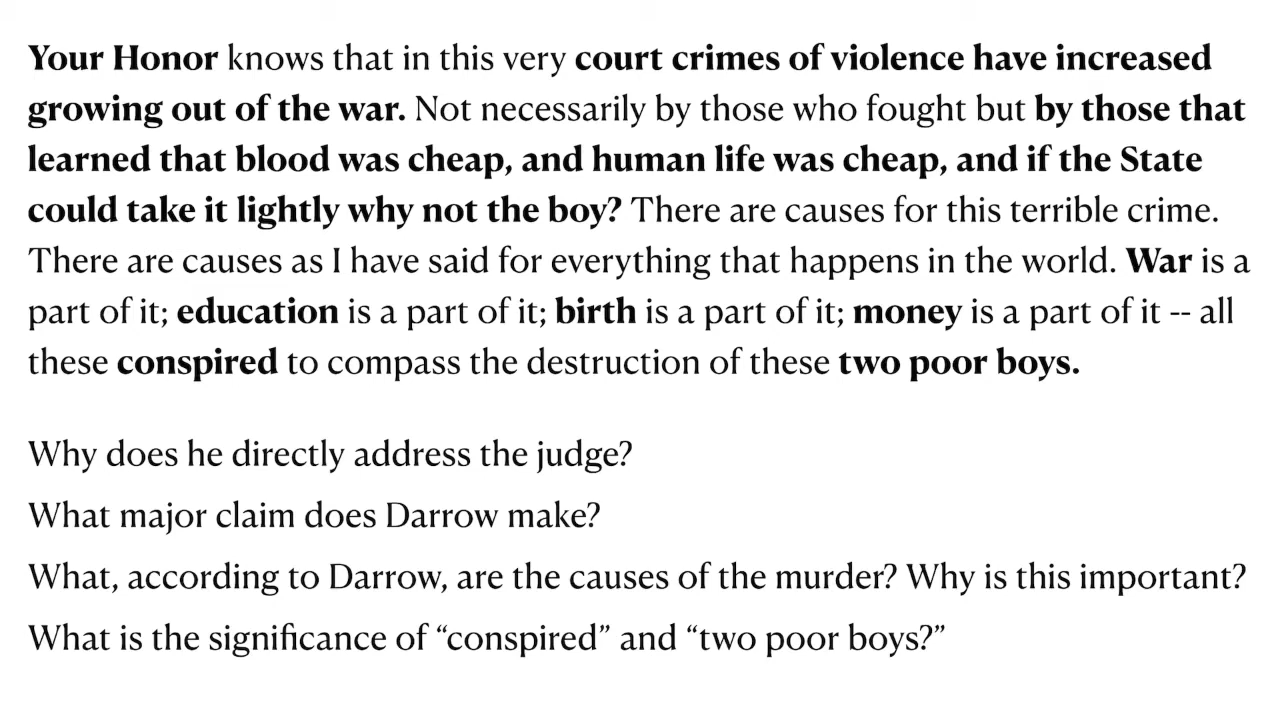 Your Honor knows that in this very court crimes of violence have increased
growing out of the war. Not necessarily by those who fought but by those that
learned that blood was cheap, and human life was cheap, and if the State
could take it lightly why not the boy? There are causes for this terrible crime.
There are causes as I have said for everything that happens in the world. War is a
part of it; education is a part of it; birth is a part of it; money is a part of it -- all
these conspired to compass the destruction of these two poor boys.
Why does he directly address the judge?
What major claim does Darrow make?
What, according to Darrow, are the causes of the murder? Why is this important?
What is the significance of “conspired” and “two poor boys?”